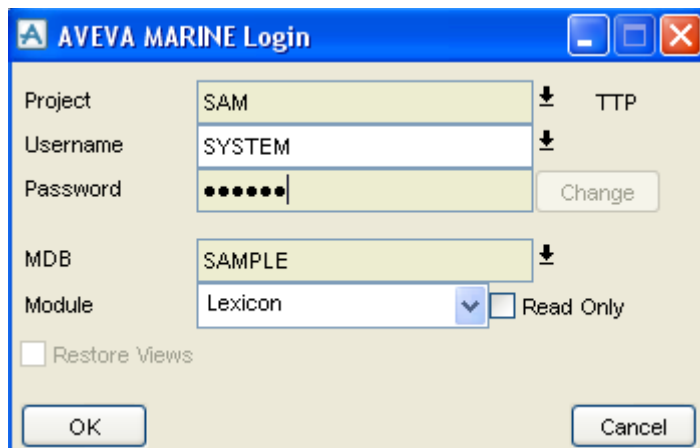 AVEVA MARINE Login
Project SAM TTP
Username SYSTEM
Password ●●●●●● Change
MDB SAMPLE
Module Lexicon Read Only
Restore Views
OK Cancel